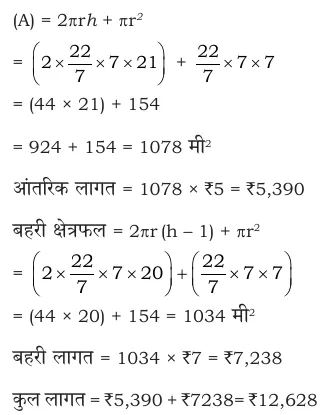 (A) = 2πrh + πr²
= (2 × 22/7 × 7 × 21) + 22/7 × 7 × 7
= (44 × 21) + 154
= 924 + 154 = 1078 मी²
आंतरिक लागत = 1078 × ₹5 = ₹5,390
बहरी क्षेत्रफल = 2πr (h – 1) + πr²
= (2 × 22/7 × 7 × 20) + (22/7 × 7 × 7)
= (44 × 20) + 154 = 1034 मी²
बहरी लागत = 1034 × ₹7 = ₹7,238
कुल लागत = ₹5,390 + ₹7238= ₹12,628